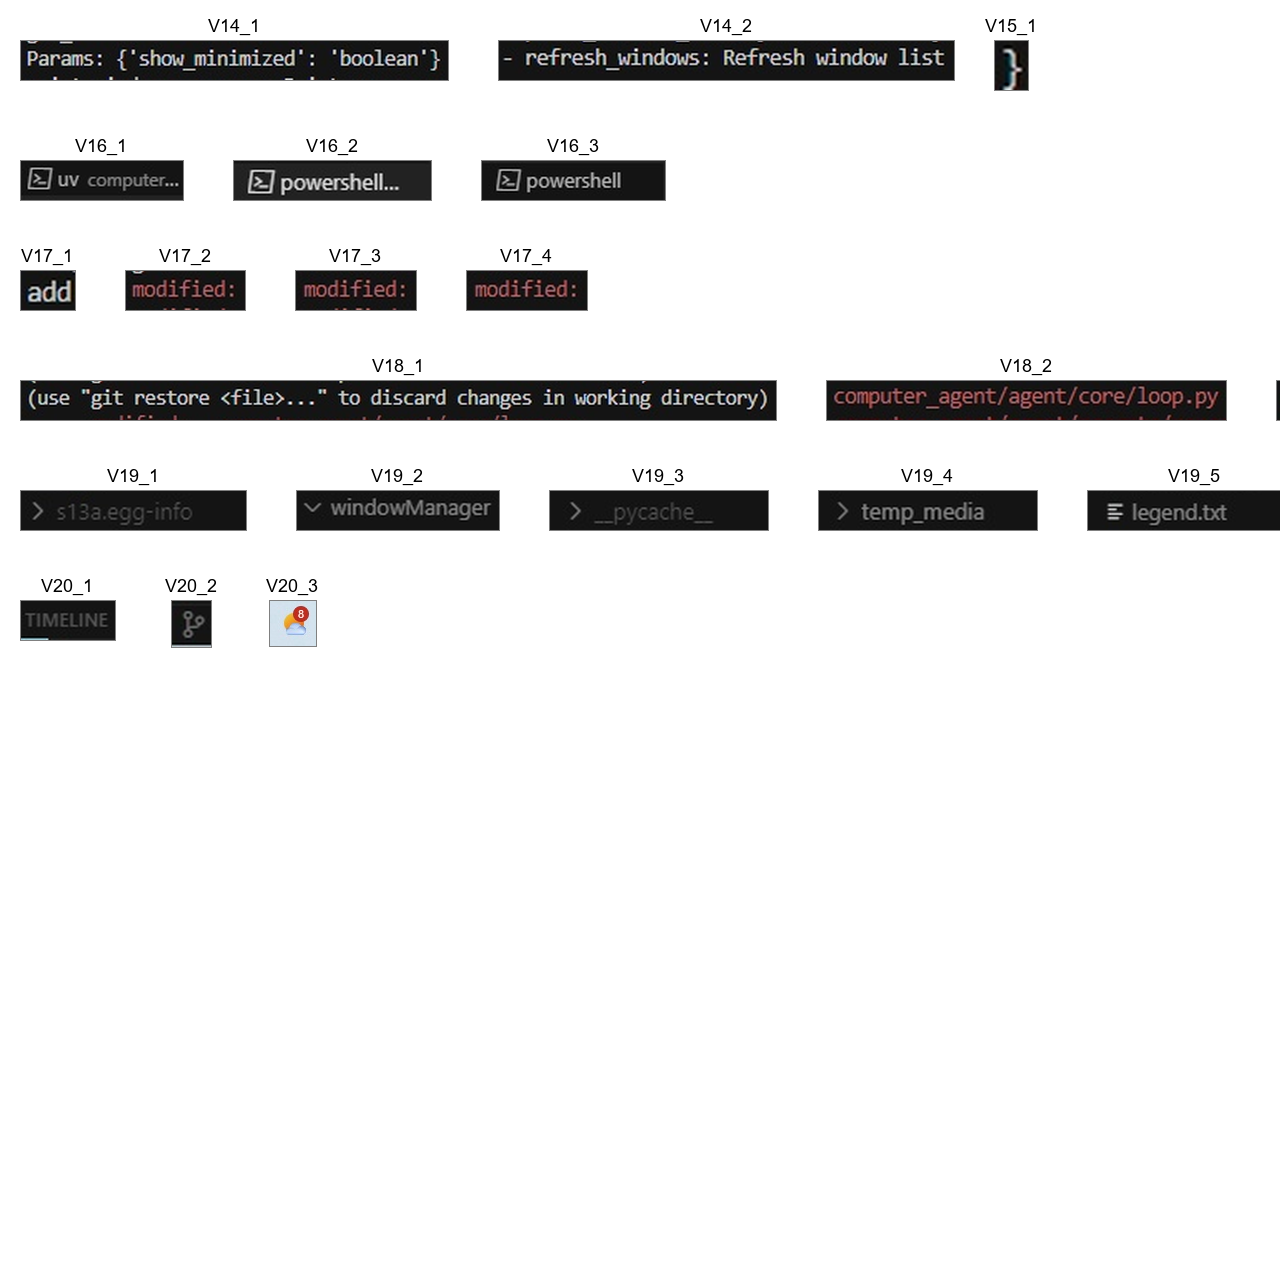 V14_1 V14_2 V15_1
Params: {'show_minimized': 'boolean'} - refresh_windows: Refresh window list }
V16_1 V16_2 V16_3
uv computer... powershell... powershell
V17_1 V17_2 V17_3 V17_4
add modified: modified: modified:
V18_1 V18_2
(use "git restore <file>..." to discard changes in working directory) computer_agent/agent/core/loop.py
V19_1 V19_2 V19_3 V19_4 V19_5
s13a.egg-info windowManager __pycache__ temp_media legend.txt
V20_1 V20_2 V20_3
TIMELINE 8